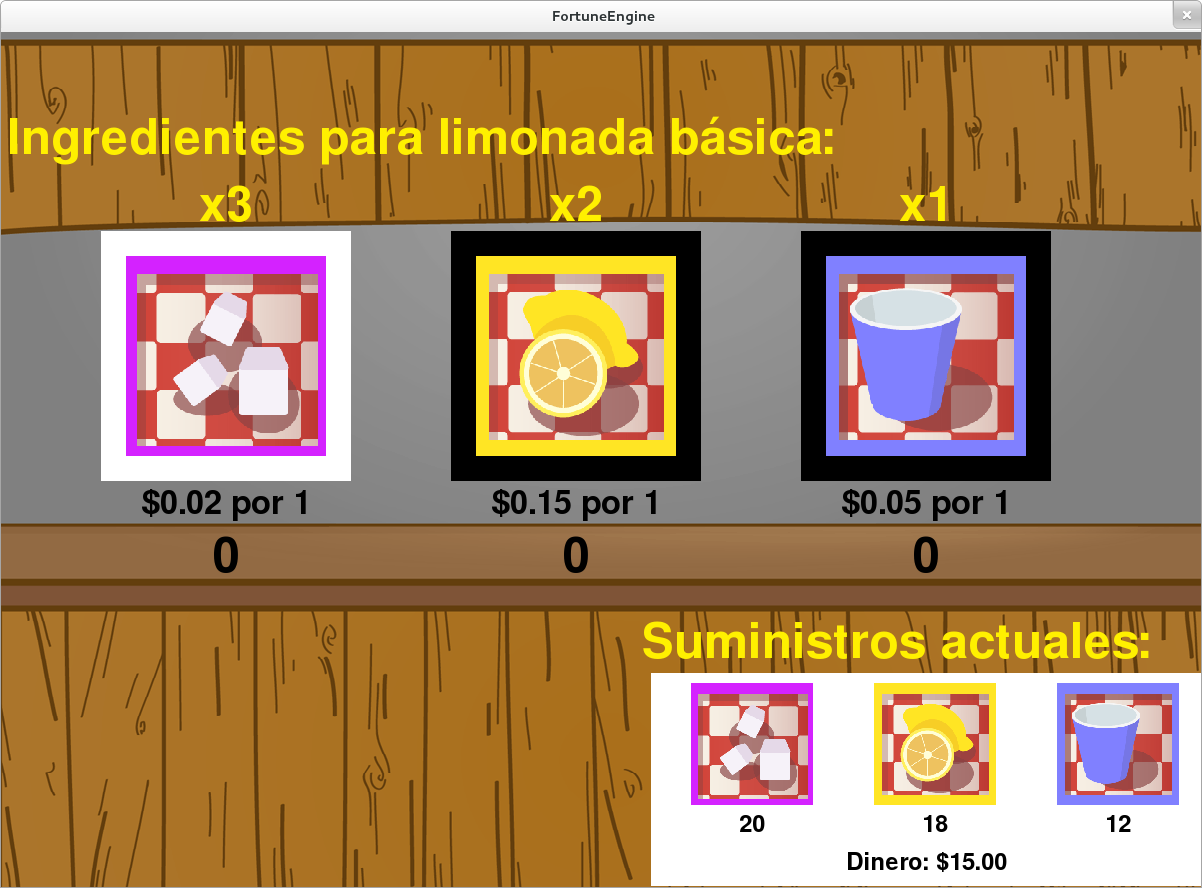 FortuneEngine
Ingredientes para limonada básica:
x3 x2 x1
$0.02 por 1 $0.15 por 1 $0.05 por 1
0 0 0
Suministros actuales:
20 18 12
Dinero: $15.00